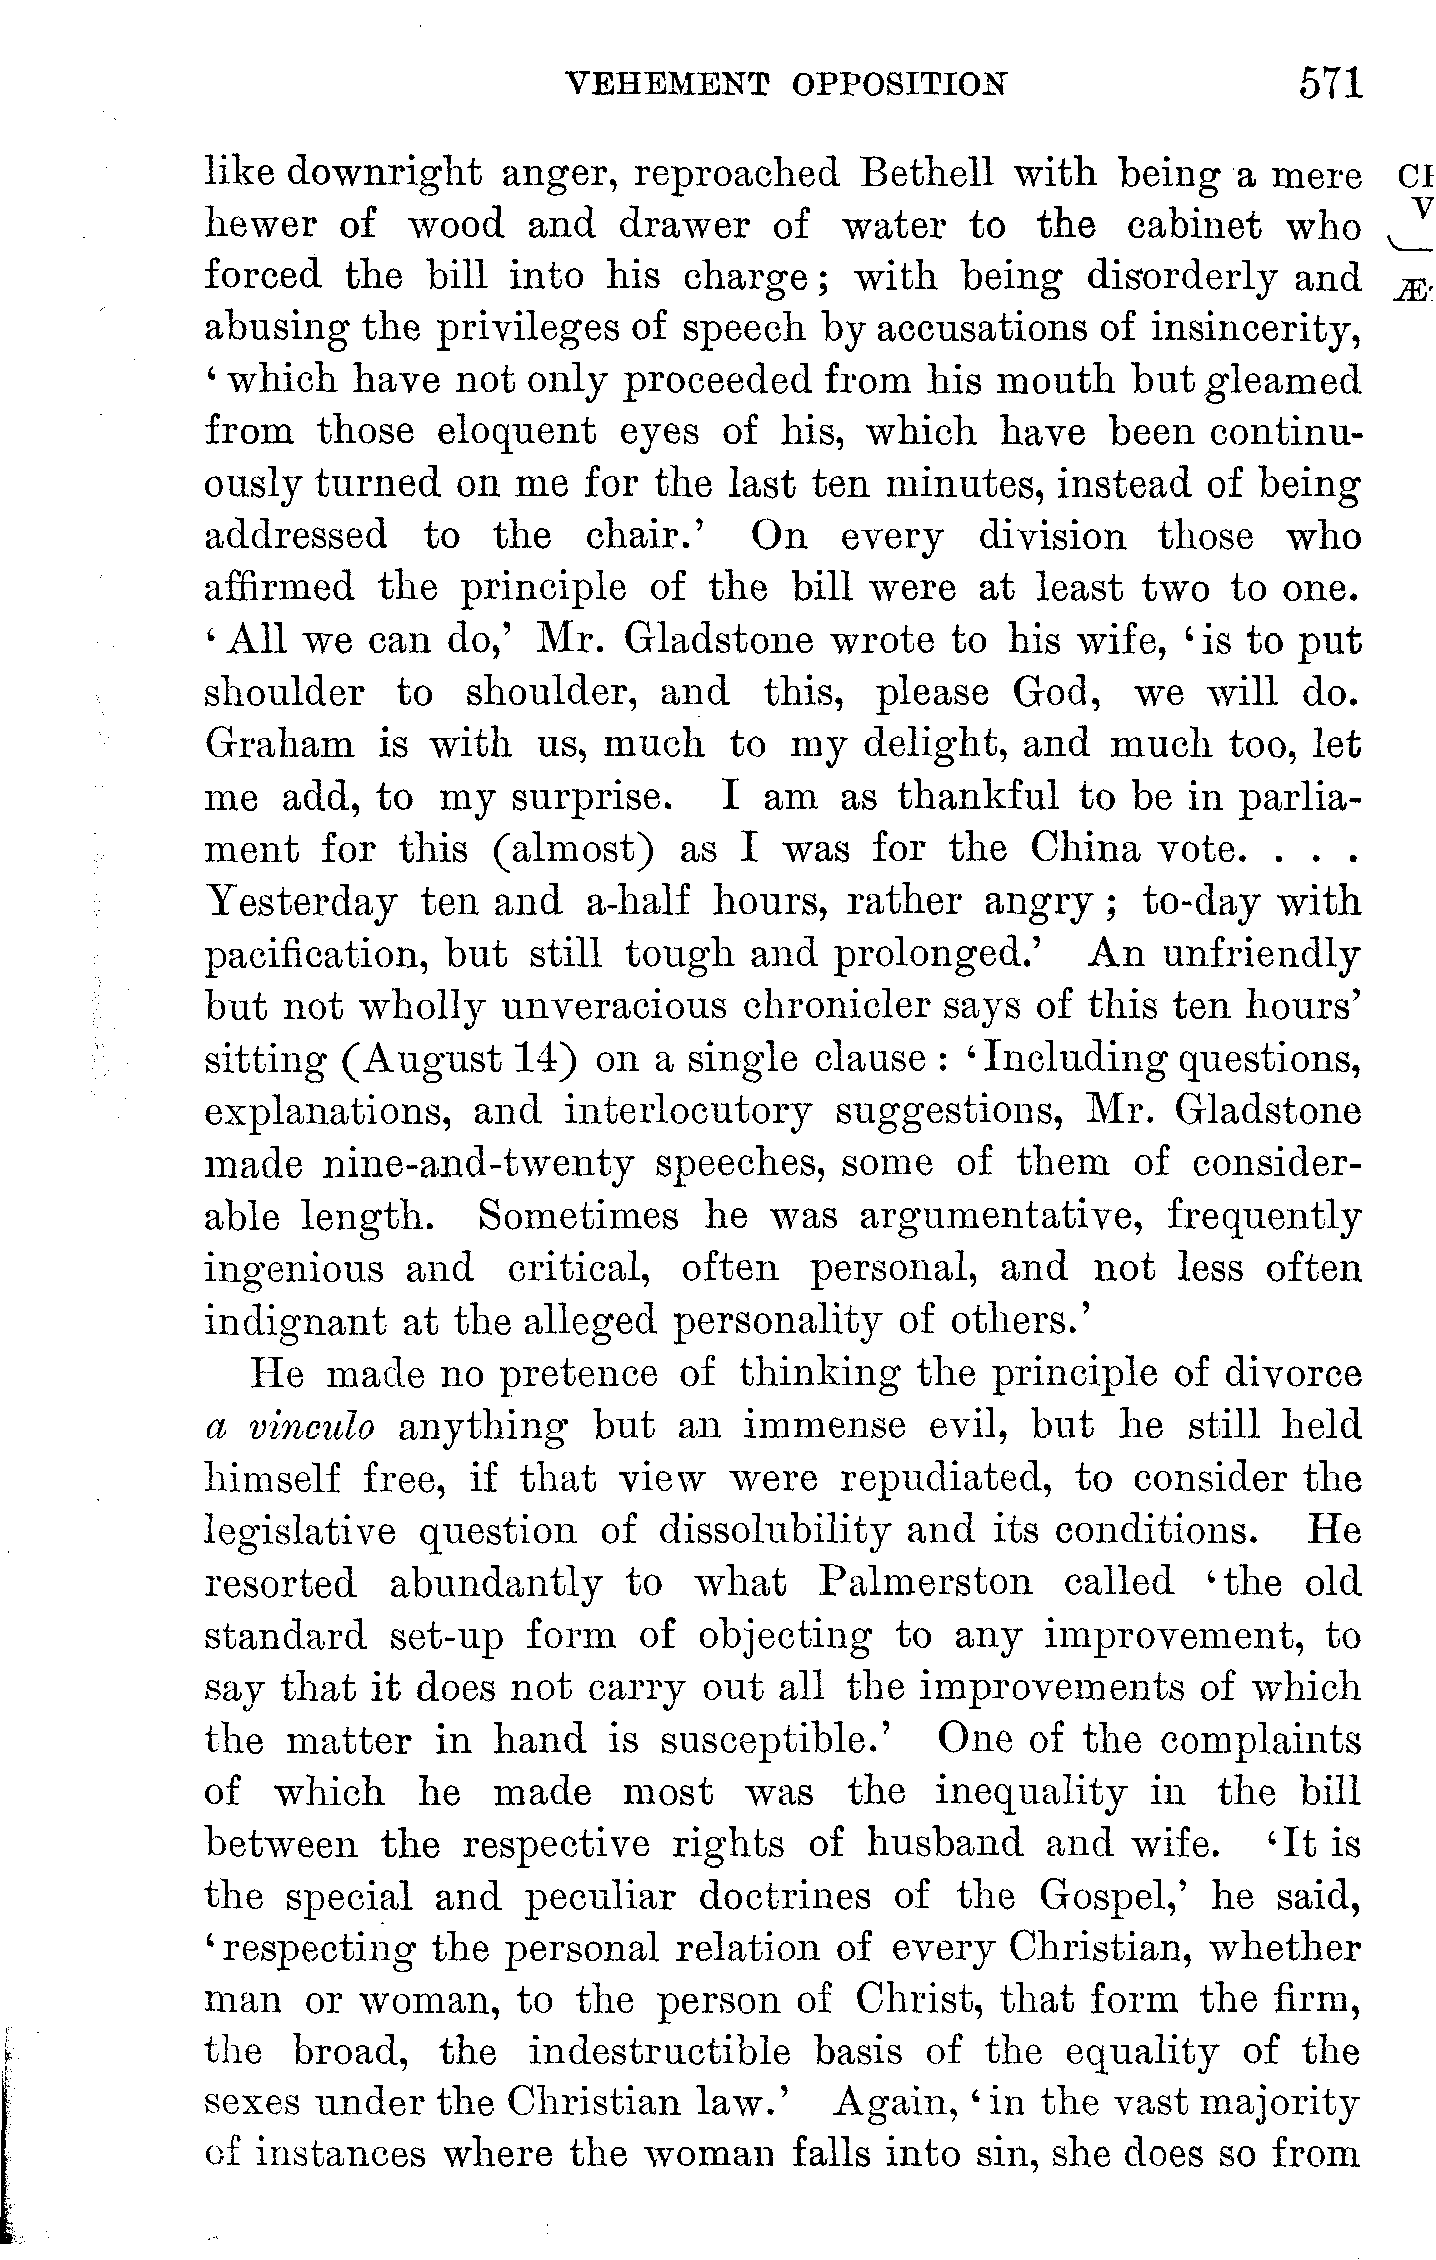 VEHEMENT OPPOSITION 571
like downright anger, reproached Bethell with being a mere
hewer of wood and drawer of water to the cabinet who
forced the bill into his charge; with being disorderly and
abusing the privileges of speech by accusations of insincerity,
‘which have not only proceeded from his mouth but gleamed
from those eloquent eyes of his, which have been continu-
ously turned on me for the last ten minutes, instead of being
addressed to the chair.’ On every division those who
affirmed the principle of the bill were at least two to one.
‘All we can do,’ Mr. Gladstone wrote to his wife, ‘is to put
shoulder to shoulder, and this, please God, we will do.
Graham is with us, much to my delight, and much too, let
me add, to my surprise. I am as thankful to be in parlia-
ment for this (almost) as I was for the China vote. . . .
Yesterday ten and a-half hours, rather angry; to-day with
pacification, but still tough and prolonged.’ An unfriendly
but not wholly unveracious chronicler says of this ten hours’
sitting (August 14) on a single clause: ‘Including questions,
explanations, and interlocutory suggestions, Mr. Gladstone
made nine-and-twenty speeches, some of them of consider-
able length. Sometimes he was argumentative, frequently
ingenious and critical, often personal, and not less often
indignant at the alleged personality of others.’
He made no pretence of thinking the principle of divorce
a vinculo anything but an immense evil, but he still held
himself free, if that view were repudiated, to consider the
legislative question of dissolubility and its conditions. He
resorted abundantly to what Palmerston called ‘the old
standard set-up form of objecting to any improvement, to
say that it does not carry out all the improvements of which
the matter in hand is susceptible.’ One of the complaints
of which he made most was the inequality in the bill
between the respective rights of husband and wife. ‘It is
the special and peculiar doctrines of the Gospel,’ he said,
‘respecting the personal relation of every Christian, whether
man or woman, to the person of Christ, that form the firm,
the broad, the indestructible basis of the equality of the
sexes under the Christian law.’ Again, ‘in the vast majority
of instances where the woman falls into sin, she does so from